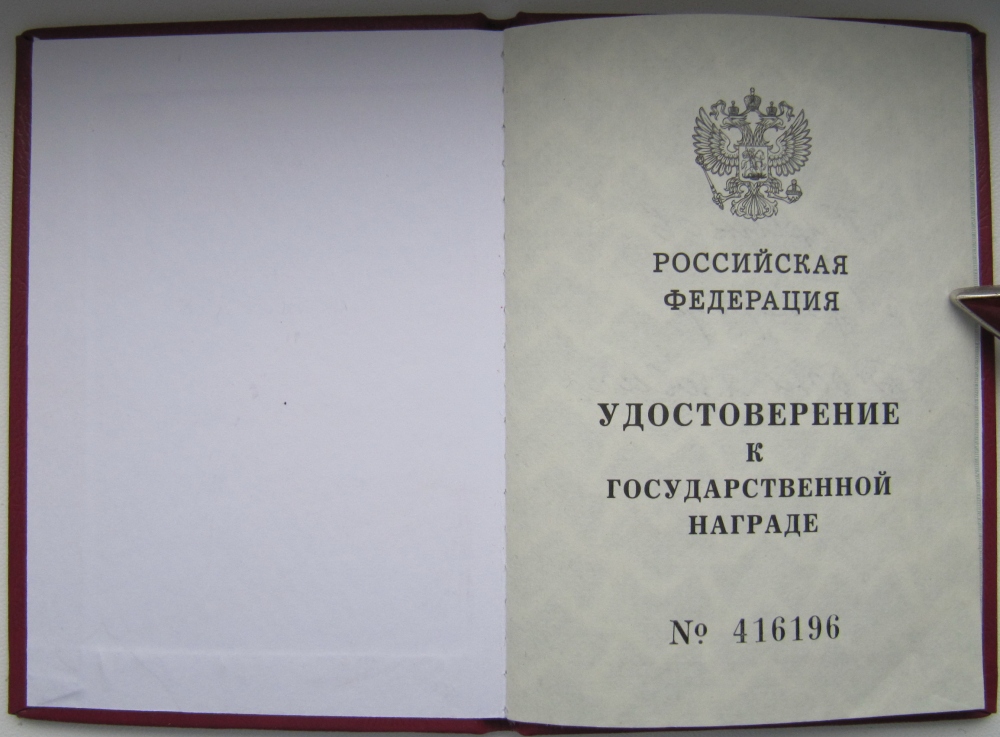 РОССИЙСКАЯ
ФЕДЕРАЦИЯ
УДОСТОВЕРЕНИЕ
К
ГОСУДАРСТВЕННОЙ
НАГРАДЕ
№ 416196